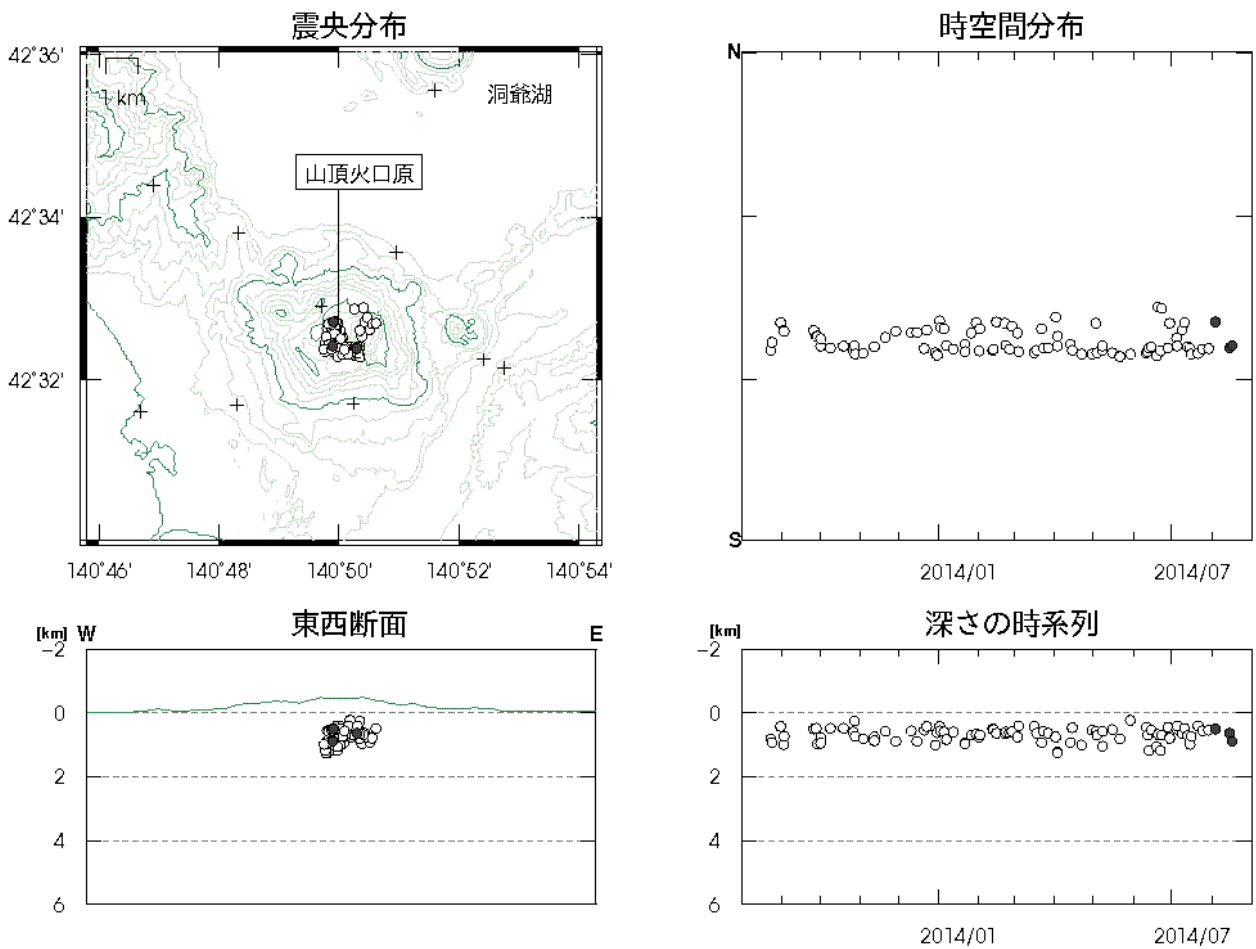 震央分布
42°36'
42°34'
42°32'
1 km
洞爺湖
山頂火口原
140°46'
140°48'
140°50'
140°52'
140°54'
時空間分布
N
S
2014/01
2014/07
東西断面
[km]
W
E
-2
0
2
4
6
深さの時系列
[km]
-2
0
2
4
6
2014/01
2014/07